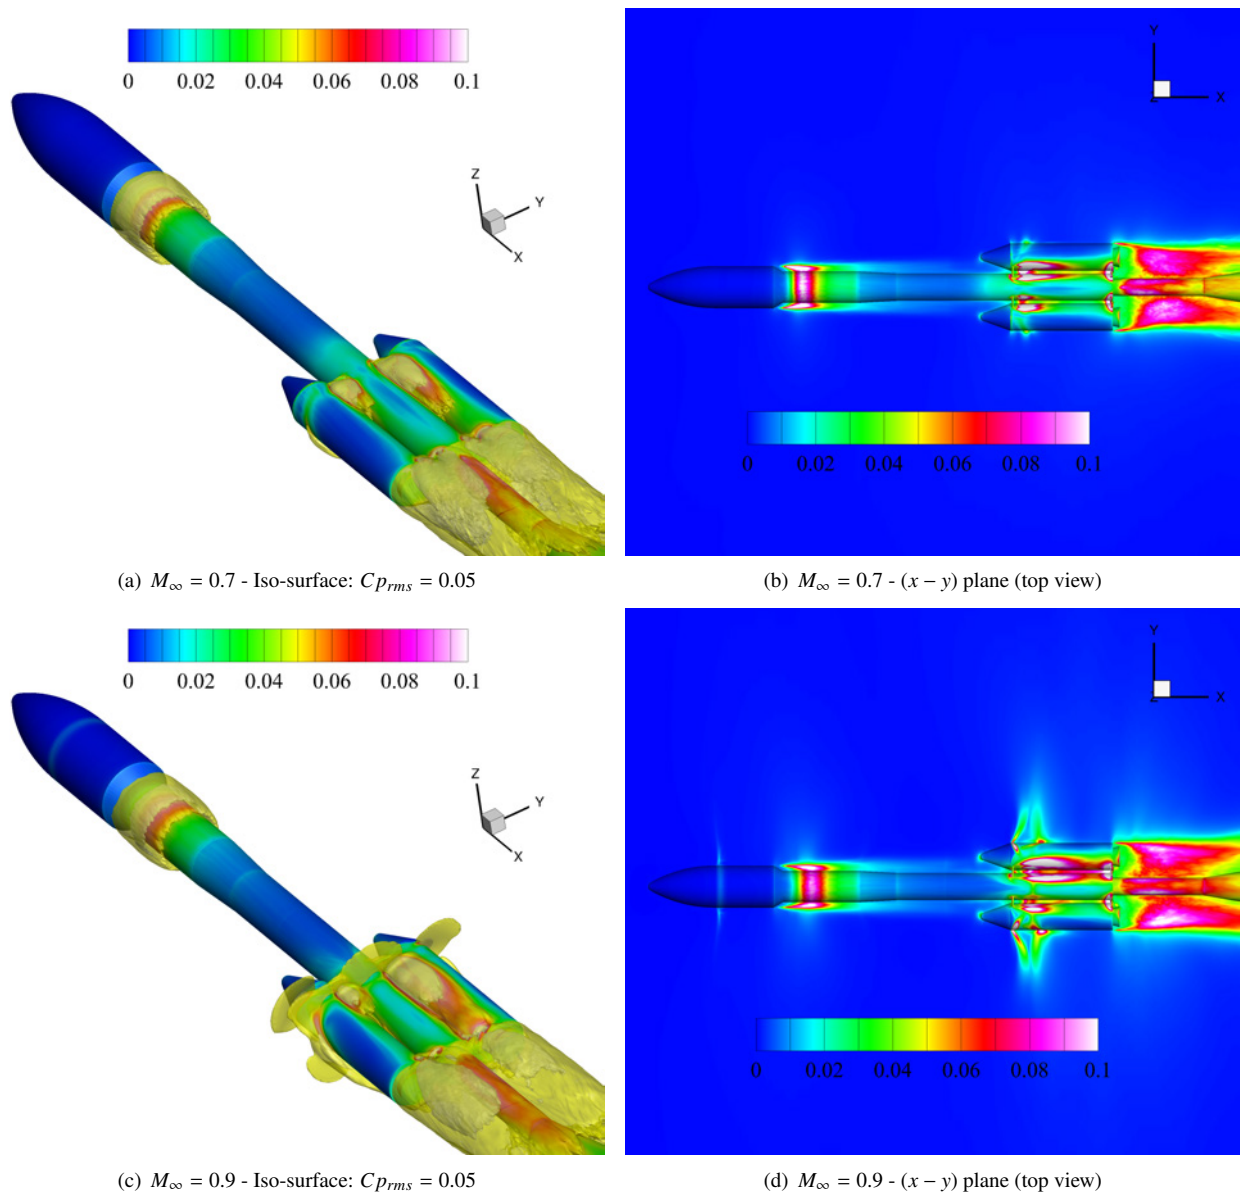 0 0.02 0.04 0.06 0.08 0.1
Z
Y
X
(a) M∞ = 0.7 - Iso-surface: Cp_rms = 0.05
Y
Z
X
0 0.02 0.04 0.06 0.08 0.1
(b) M∞ = 0.7 - (x − y) plane (top view)
0 0.02 0.04 0.06 0.08 0.1
Z
Y
X
(c) M∞ = 0.9 - Iso-surface: Cp_rms = 0.05
Y
Z
X
0 0.02 0.04 0.06 0.08 0.1
(d) M∞ = 0.9 - (x − y) plane (top view)